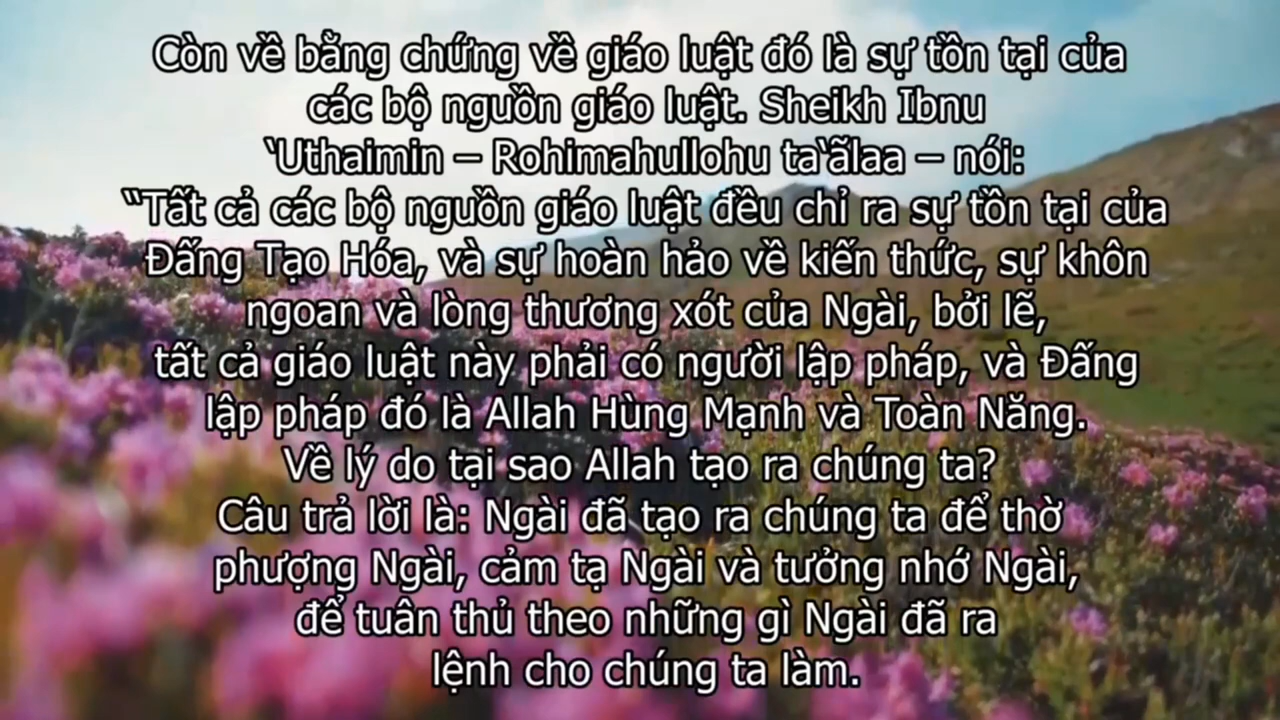 Còn về bằng chứng về giáo luật đó là sự tồn tại của
các bộ nguồn giáo luật. Sheikh Ibnu
‘Uthaimin – Rohimahullohu ta‘ãlaa – nói:
“Tất cả các bộ nguồn giáo luật đều chỉ ra sự tồn tại của
Đấng Tạo Hóa, và sự hoàn hảo về kiến thức, sự khôn
ngoan và lòng thương xót của Ngài, bởi lẽ,
tất cả giáo luật này phải có người lập pháp, và Đấng
lập pháp đó là Allah Hùng Mạnh và Toàn Năng.
Về lý do tại sao Allah tạo ra chúng ta?
Câu trả lời là: Ngài đã tạo ra chúng ta để thờ
phượng Ngài, cảm tạ Ngài và tưởng nhớ Ngài,
để tuân thủ theo những gì Ngài đã ra
lệnh cho chúng ta làm.